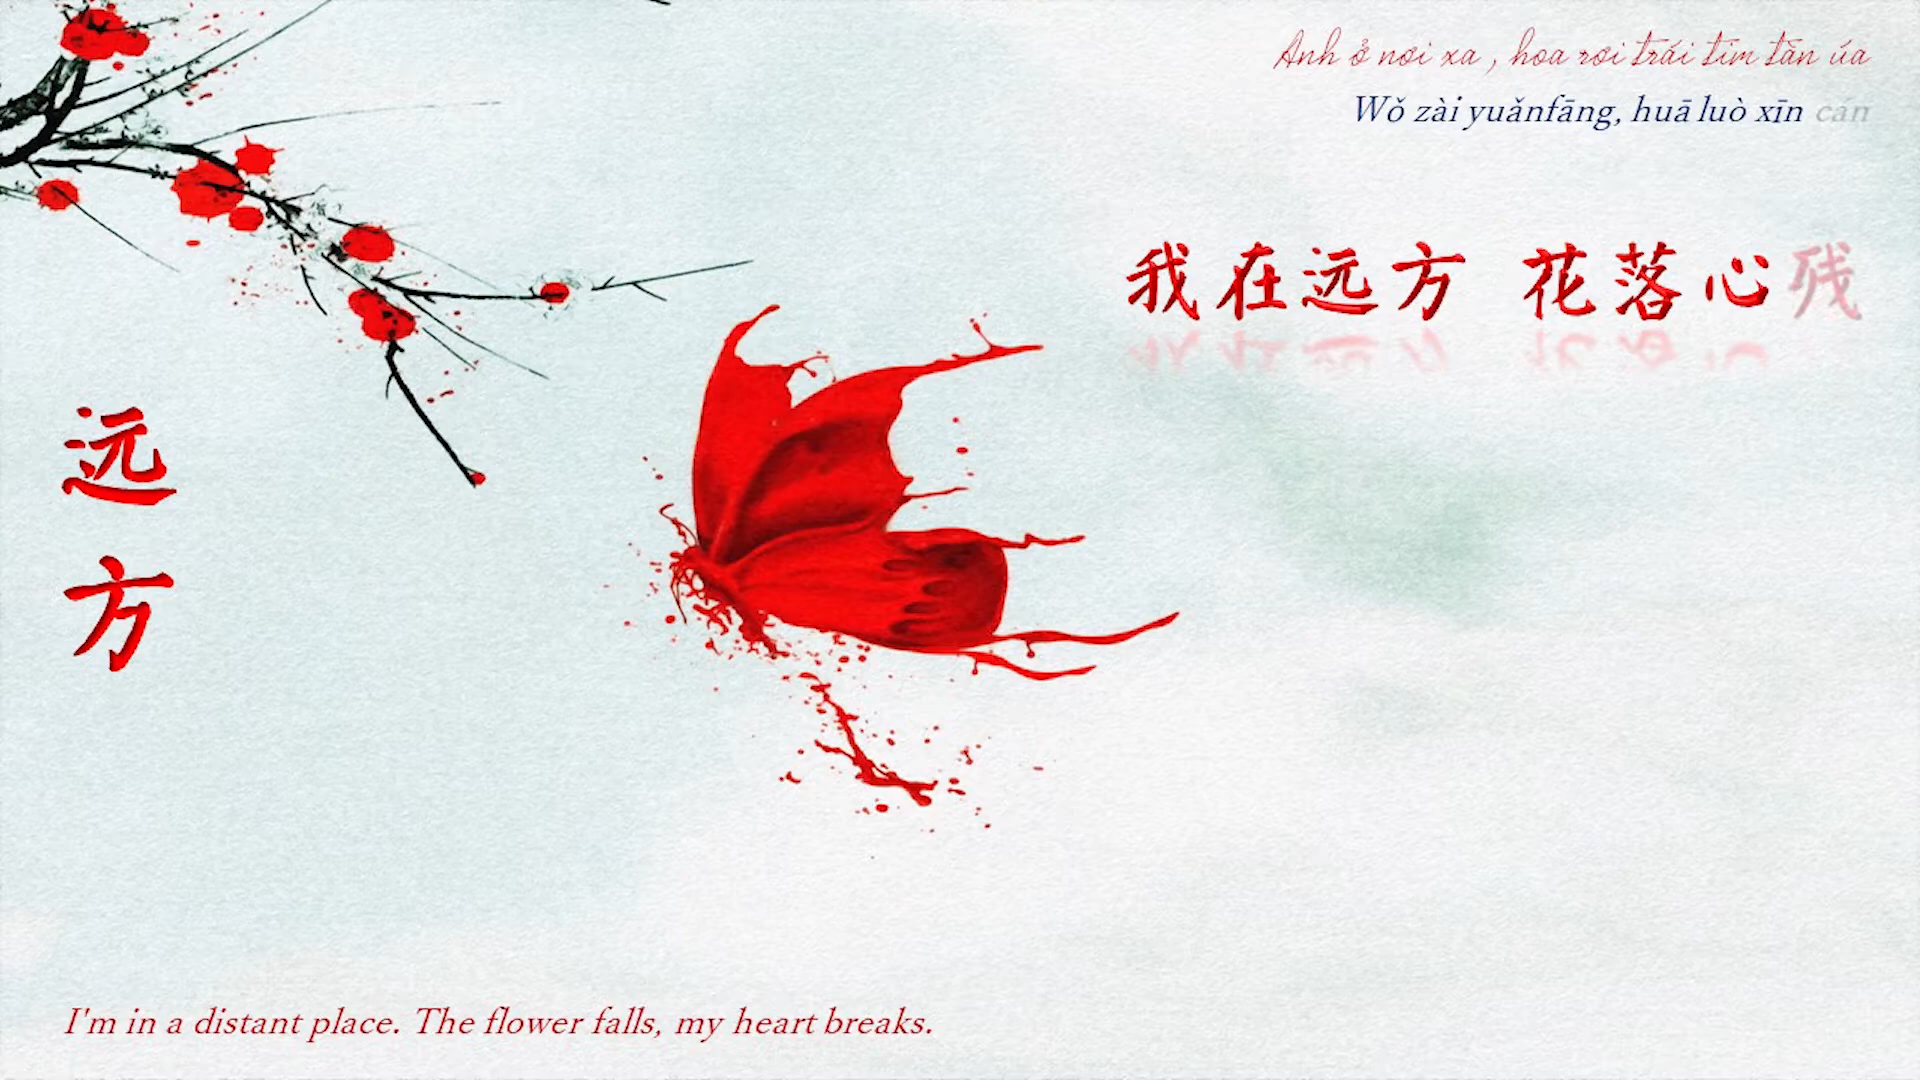 Anh ở nơi xa , hoa rơi trái tim tàn úa
Wǒ zài yuǎnfāng, huā luò xīn cán
我在远方 花落心残
远方
I'm in a distant place. The flower falls, my heart breaks.